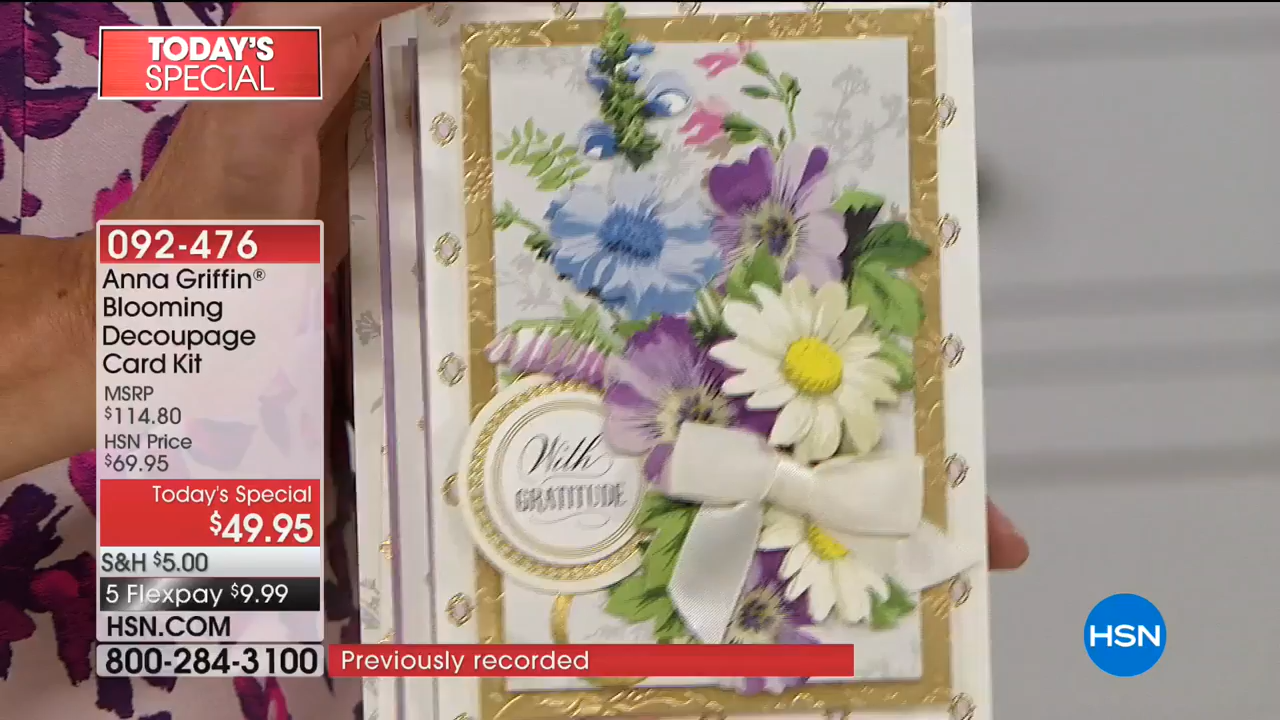 TODAY'S
SPECIAL
092-476
Anna Griffin®
Blooming
Decoupage
Card Kit
MSRP
$114.80
HSN Price
$69.95
Today's Special
$49.95
S&H $5.00
5 Flexpay $9.99
HSN.COM
800-284-3100
Previously recorded
With
GRATITUDE
HSN